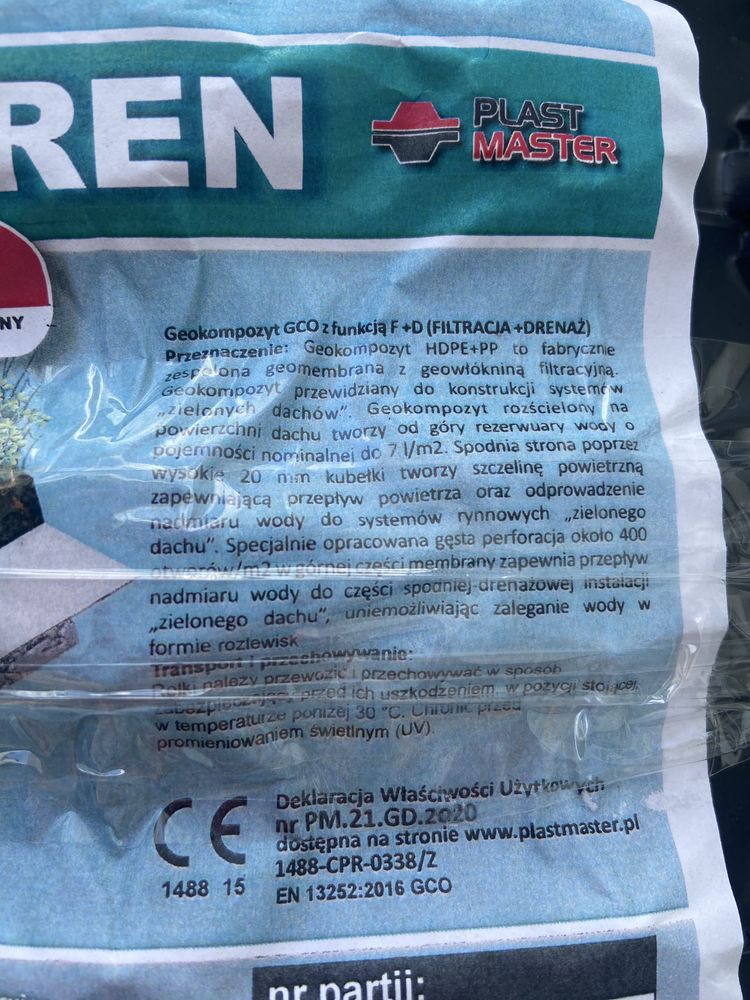 REN
PLAST
MASTER
NY
Geokompozyt GCO z funkcją F +D (FILTRACJA +DRENAŻ)
Przeznaczenie: Geokompozyt HDPE+PP to fabrycznie
zespolona geomembrana z geowłókniną filtracyjną.
Geokompozyt przewidziany do konstrukcji systemów
„zielonych dachów”. Geokompozyt rozścielony na
powierzchni dachu tworzy od góry rezerwuary wody o
pojemności nominalnej do 7 l/m2. Spodnia strona poprzez
wysokie 20 mm kubełki tworzy szczelinę powietrzną
zapewniającą przepływ powietrza oraz odprowadzenie
nadmiaru wody do systemów rynnowych „zielonego
dachu”. Specjalnie opracowana gęsta perforacja około 400
otworów/m2 w górnej części membrany zapewnia przepływ
nadmiaru wody do części spodniej-drenażowej instalacji
„zielonego dachu”, uniemożliwiając zaleganie wody w
formie rozlewisk
Transport i przechowywanie:
Rolki należy przewozić i przechowywać w sposób
zabezpieczający przed ich uszkodzeniem, w pozycji stojącej,
w temperaturze poniżej 30 °C. Chronić przed
promieniowaniem świetlnym (UV).
CE
1488 15
Deklaracja Właściwości Użytkowych
nr PM.21.GD.2020
dostępna na stronie www.plastmaster.pl
1488-CPR-0338/Z
EN 13252:2016 GCO
nr partii: